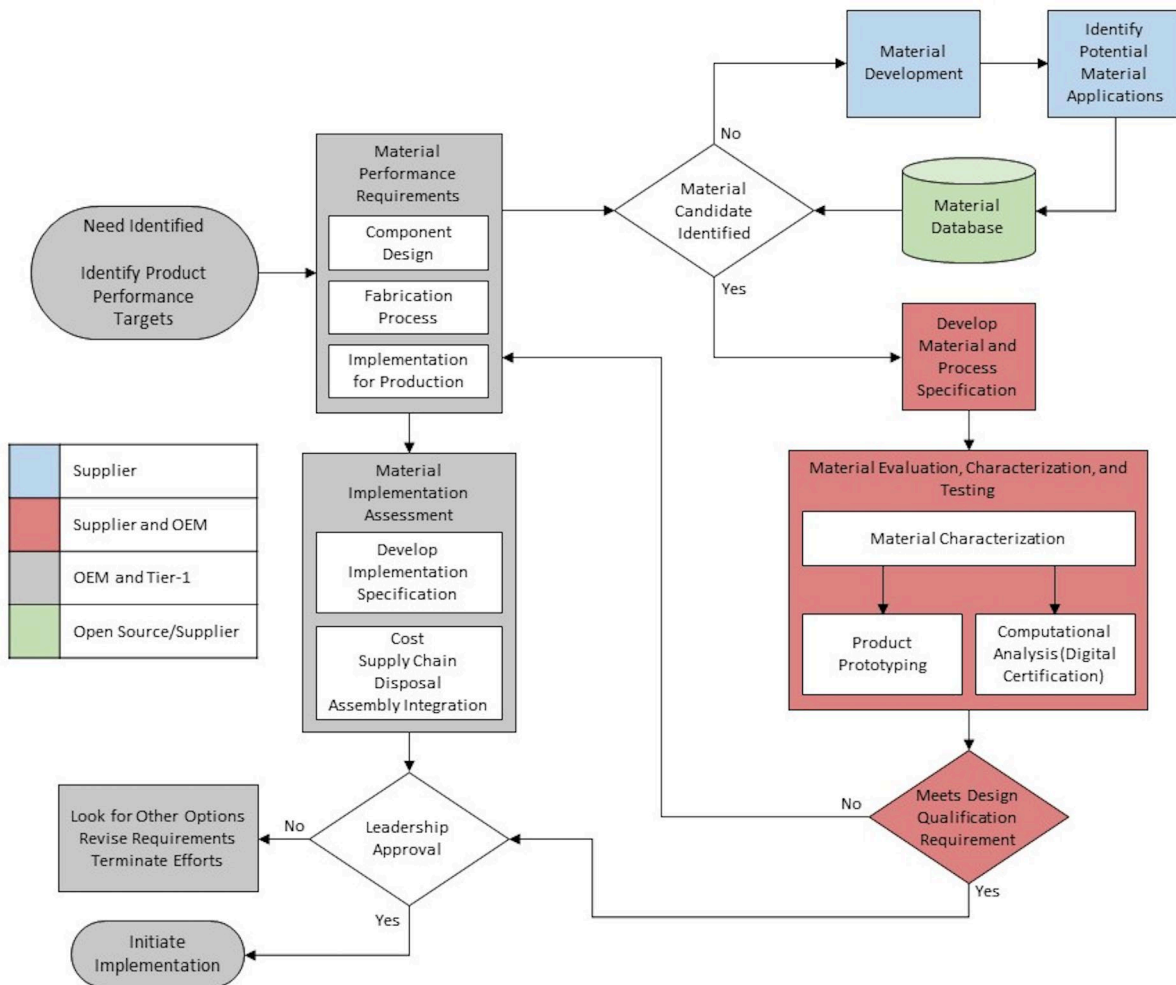 Material
Development
Identify
Potential
Material
Applications
Material
Performance
Requirements
Component
Design
Fabrication
Process
Implementation
for Production
No
Material
Candidate
Identified
Yes
Material
Database
Need Identified
Identify Product
Performance
Targets
Develop
Material and
Process
Specification
Supplier
Supplier and OEM
OEM and Tier-1
Open Source/Supplier
Material
Implementation
Assessment
Develop
Implementation
Specification
Cost
Supply Chain
Disposal
Assembly Integration
Material Evaluation, Characterization, and
Testing
Material Characterization
Product
Prototyping
Computational
Analysis (Digital
Certification)
Look for Other Options
Revise Requirements
Terminate Efforts
No
Leadership
Approval
Yes
No
Meets Design
Qualification
Requirement
Yes
Initiate
Implementation